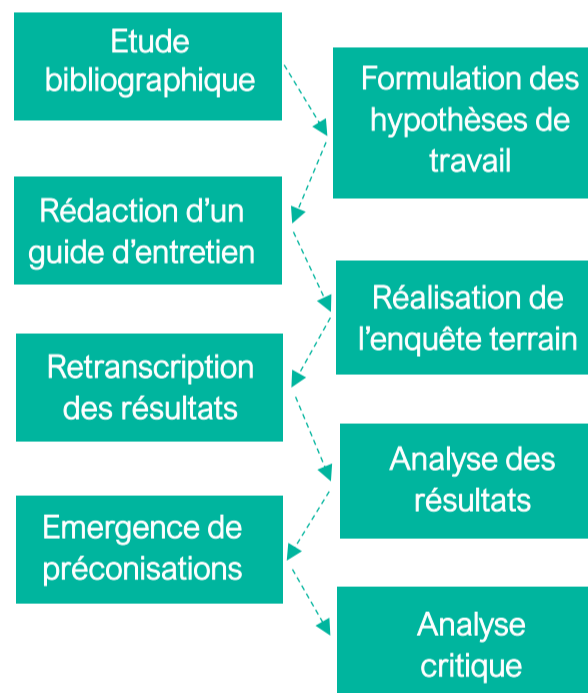 Etude
bibliographique
Formulation des
hypothèses de
travail
Rédaction d'un
guide d'entretien
Réalisation de
l'enquête terrain
Retranscription
des résultats
Analyse des
résultats
Emergence de
préconisations
Analyse
critique